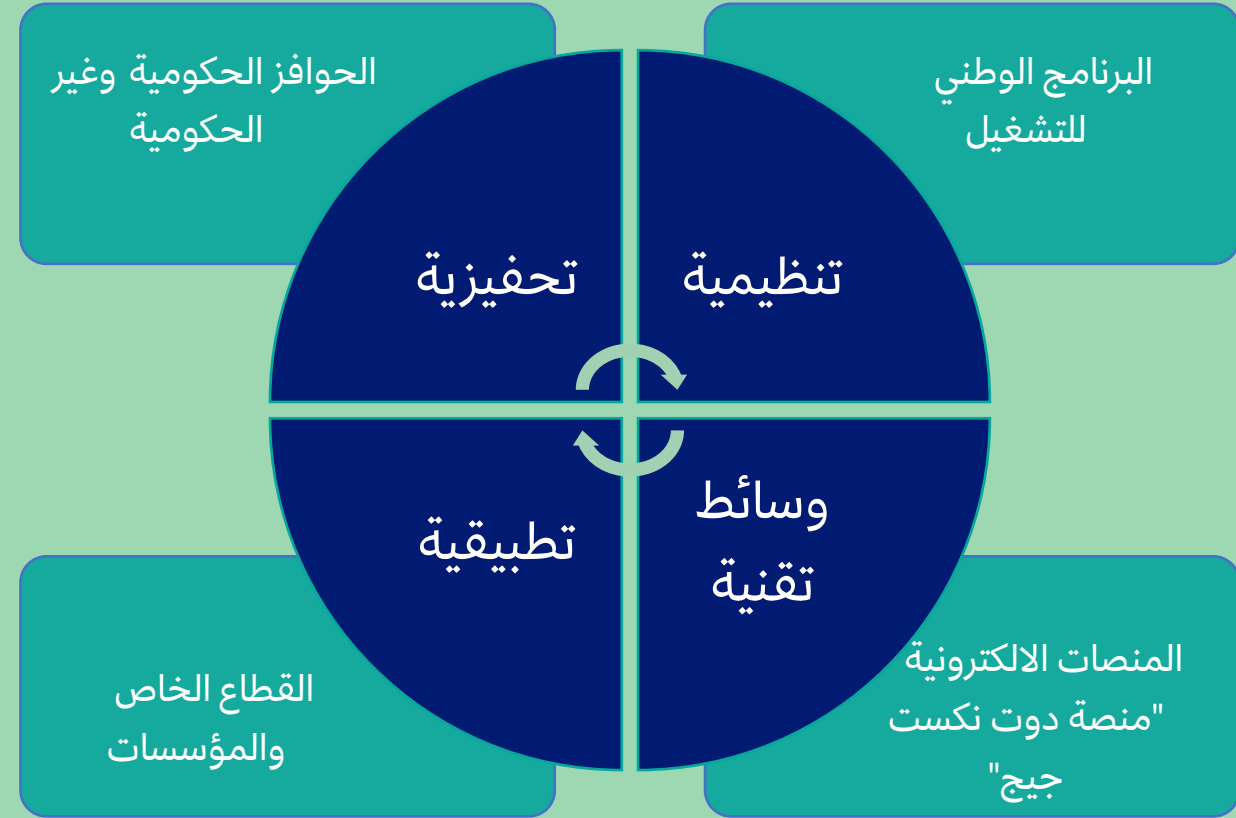 البرنامج الوطني
للتشغيل
تنظيمية
الحوافز الحكومية وغير
الحكومية
تحفيزية
وسائط
تقنية
المنصات الالكترونية
"منصة دوت نكست
جيج"
تطبيقية
القطاع الخاص
والمؤسسات